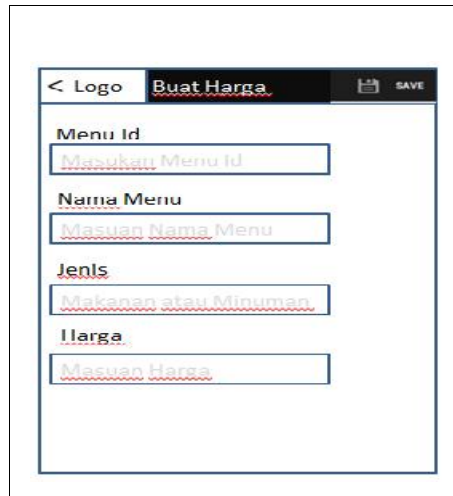 < Logo Buat Harga SAVE
Menu Id
Masukan Menu Id
Nama Menu
Masuan Nama Menu
Jenis
Makanan atau Minuman
Harga
Masuan Harga